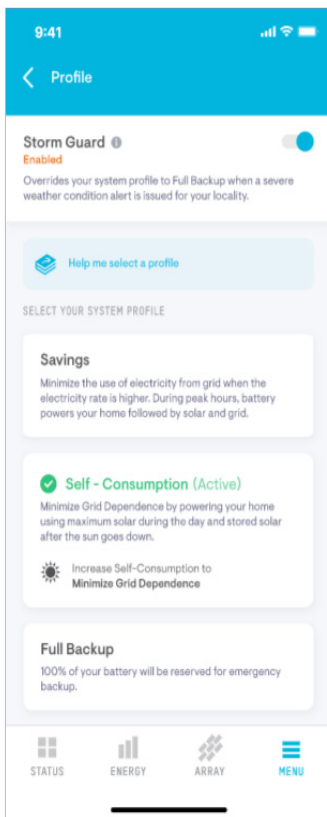 9:41
Profile
Storm Guard
Enabled
Overrides your system profile to Full Backup when a severe
weather condition alert is issued for your locality.
Help me select a profile
SELECT YOUR SYSTEM PROFILE
Savings
Minimize the use of electricity from grid when the
electricity rate is higher. During peak hours, battery
powers your home followed by solar and grid.
Self - Consumption (Active)
Minimize Grid Dependence by powering your home
using maximum solar during the day and stored solar
after the sun goes down.
Increase Self-Consumption to
Minimize Grid Dependence
Full Backup
100% of your battery will be reserved for emergency
backup.
STATUS ENERGY ARRAY MENU